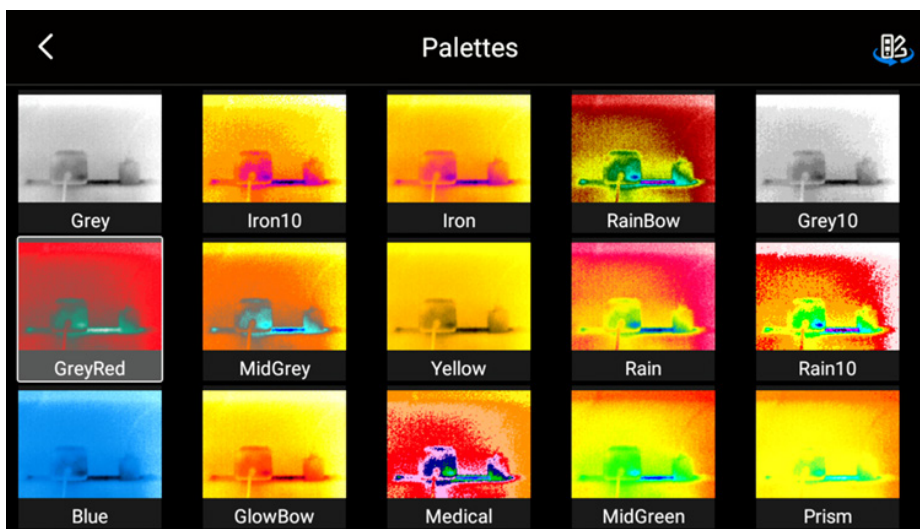 Palettes
Grey Iron10 Iron RainBow Grey10
GreyRed MidGrey Yellow Rain Rain10
Blue GlowBow Medical MidGreen Prism